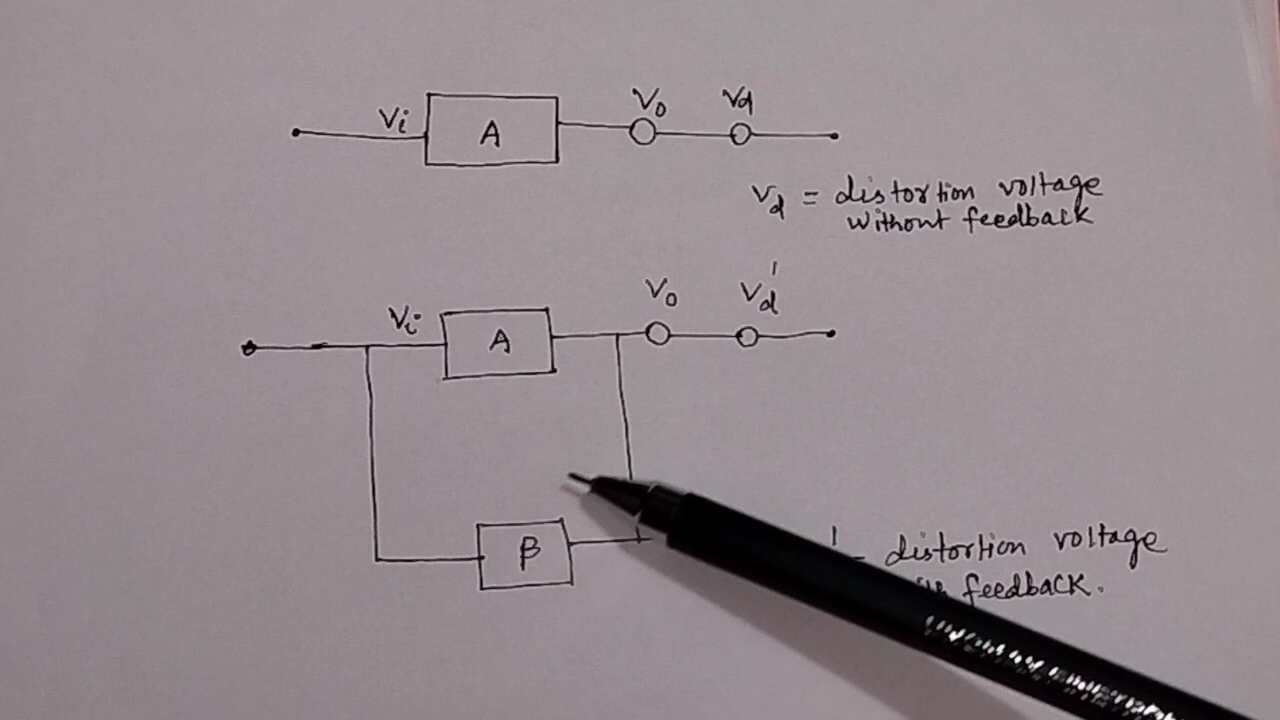 Vi A Vo Vd
Vd = distortion voltage
without feedback
Vi A Vo Vd'
β
' = distortion voltage
feedback.